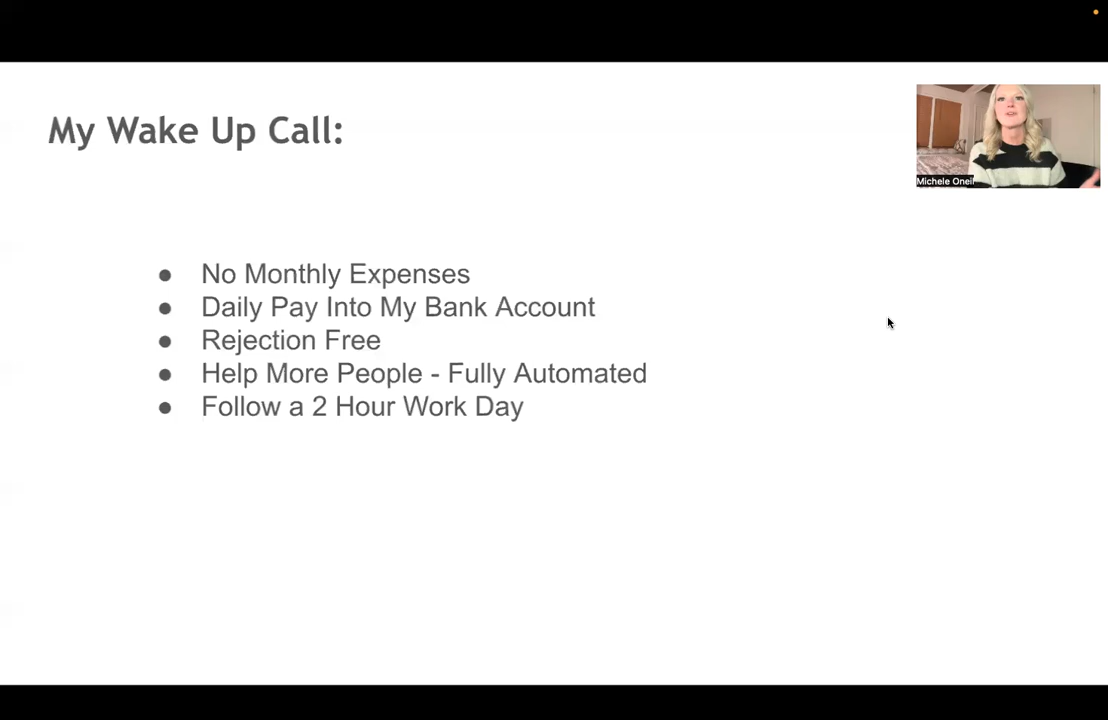 My Wake Up Call:
Michele Oneil
● No Monthly Expenses
● Daily Pay Into My Bank Account
● Rejection Free
● Help More People - Fully Automated
● Follow a 2 Hour Work Day